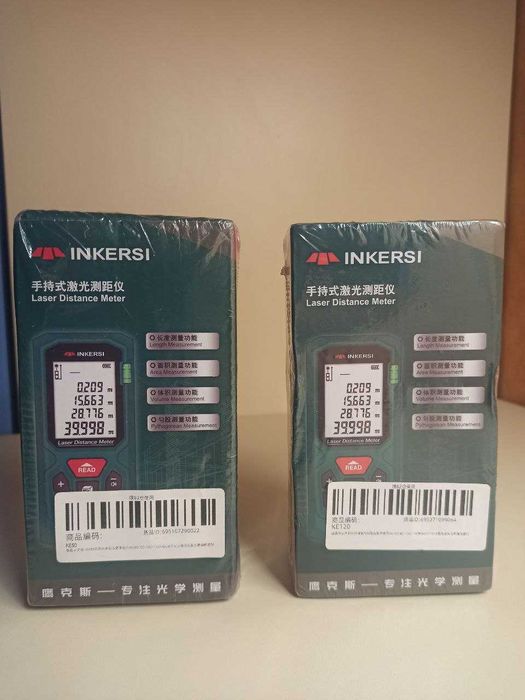 INKERSI
手持式激光测距仪
Laser Distance Meter
长度测量功能
Length Measurement
面积测量功能
Area Measurement
体积测量功能
Volume Measurement
勾股测量功能
Pythagorean Measurement
INKERSI
0.209 m
15.663 m
28.776 m
39.998 m
Laser Distance Meter
READ
商品编码:
KE80
鹰克斯—专注光学测量
INKERSI
手持式激光测距仪
Laser Distance Meter
长度测量功能
Length Measurement
面积测量功能
Area Measurement
体积测量功能
Volume Measurement
勾股测量功能
Pythagorean Measurement
INKERSI
0.209 m
15.663 m
28.776 m
39.998 m
Laser Distance Meter
READ
商品编码:
KE120
鹰克斯—专注光学测量